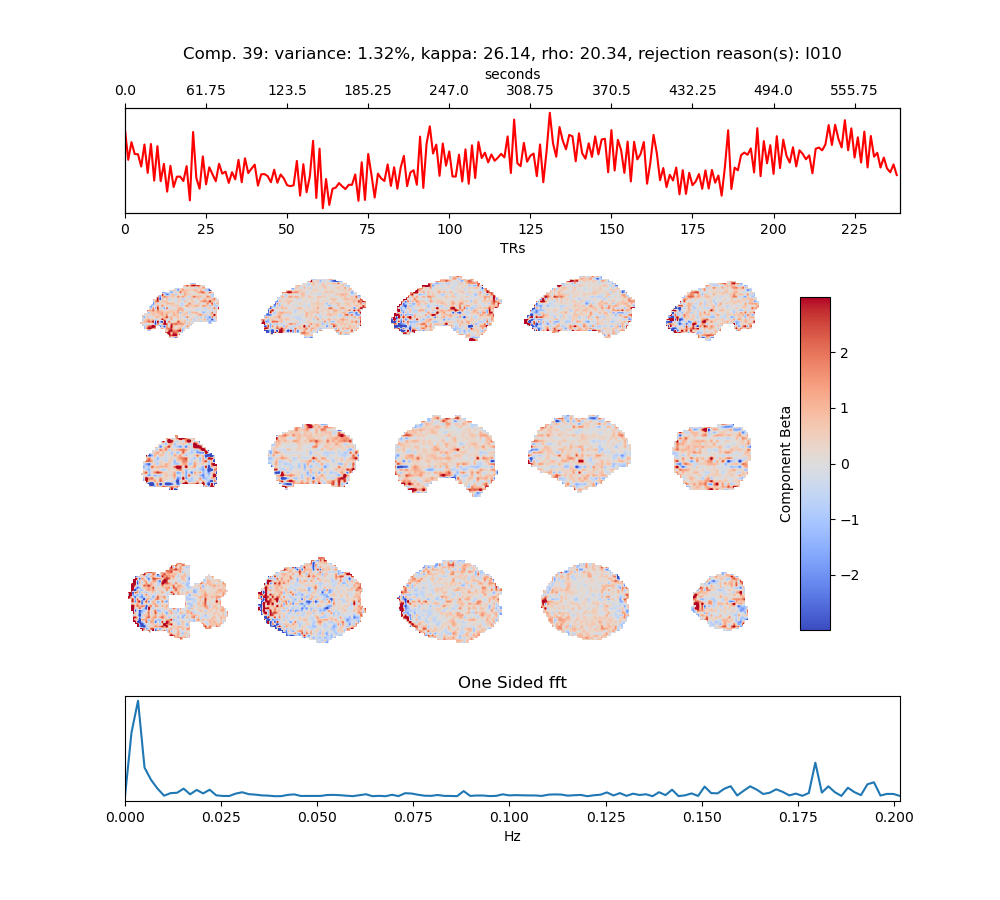 Comp. 39: variance: 1.32%, kappa: 26.14, rho: 20.34, rejection reason(s): I010
seconds
0.0 61.75 123.5 185.25 247.0 308.75 370.5 432.25 494.0 555.75
0 25 50 75 100 125 150 175 200 225
TRs
2
1
0
−1
−2
Component Beta
One Sided fft
0.000 0.025 0.050 0.075 0.100 0.125 0.150 0.175 0.200
Hz